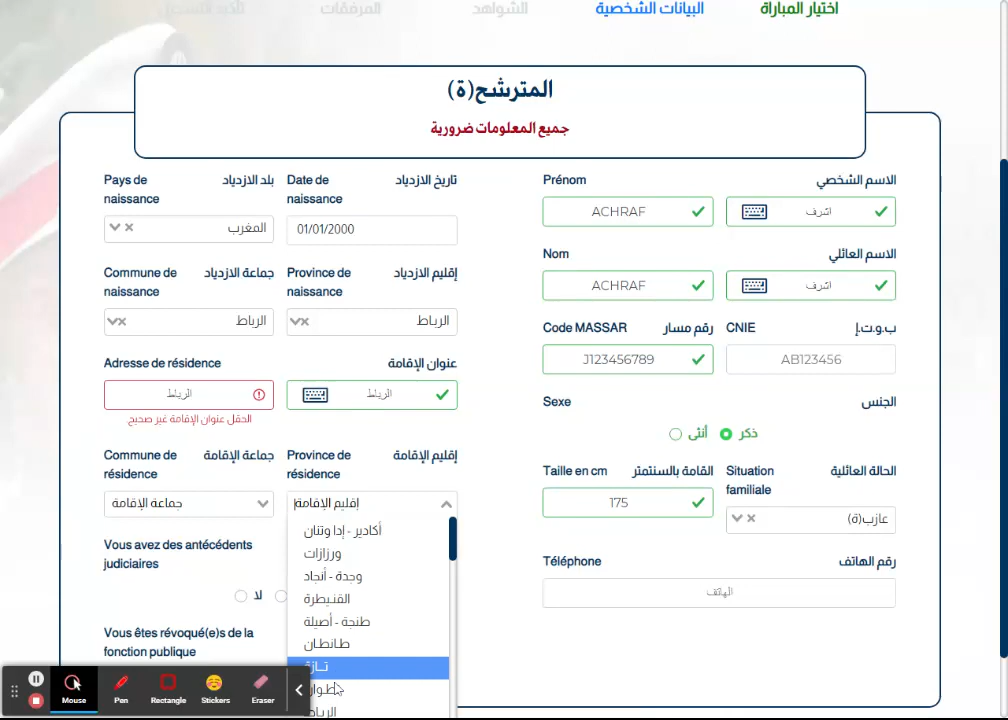 اختيار المباراة
البيانات الشخصية
الشواهد
المرفقات
تأكيد التسجيل
المترشح(ة)
جميع المعلومات ضرورية
الاسم الشخصي
Prénom
اشرف
ACHRAF
الاسم العائلي
Nom
اشرف
ACHRAF
ب.و.ت.إ
CNIE
رقم مسار
Code MASSAR
AB123456
J123456789
الجنس
Sexe
ذكر
أنثى
الحالة العائلية
Situation familiale
القامة بالسنتمتر
Taille en cm
عازب(ة)
175
رقم الهاتف
Téléphone
الهاتف
تاريخ الازدياد
Date de naissance
بلد الازدياد
Pays de naissance
01/01/2000
المغرب
إقليم الازدياد
Province de naissance
جماعة الازدياد
Commune de naissance
الرباط
الرباط
عنوان الإقامة
Adresse de résidence
الرباط
الرباط
الحقل عنوان الإقامة غير صحيح
إقليم الإقامة
Province de résidence
جماعة الإقامة
Commune de résidence
إقليم الإقامة
جماعة الإقامة
أكادير - إدا وتنان
ورزازات
وجدة - أنجاد
القنيطرة
طنجة - أصيلة
طانطان
تازة
تطوان
الرباط
Vous avez des antécédents judiciaires
لا
Vous êtes révoqué(e)s de la fonction publique
Mouse
Pen
Rectangle
Stickers
Eraser